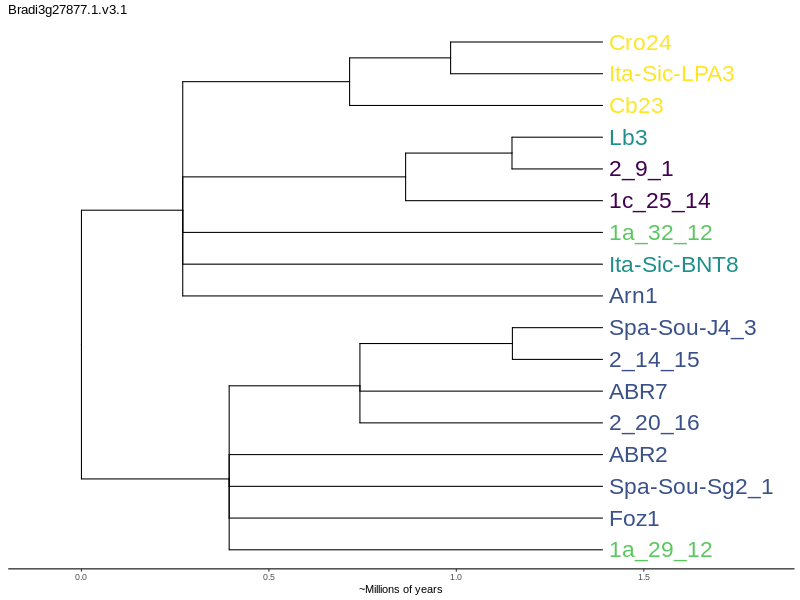 Bradi3g27877.1.v3.1
Cro24
Ita-Sic-LPA3
Cb23
Lb3
2_9_1
1c_25_14
1a_32_12
Ita-Sic-BNT8
Arn1
Spa-Sou-J4_3
2_14_15
ABR7
2_20_16
ABR2
Spa-Sou-Sg2_1
Foz1
1a_29_12
0.0 0.5 1.0 1.5
~Millions of years